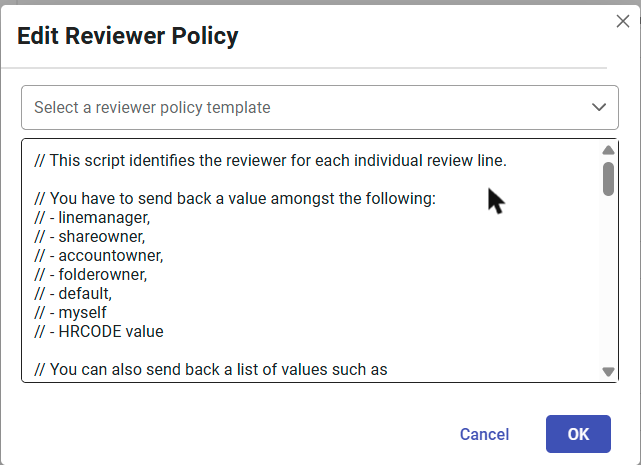 Edit Reviewer Policy
Select a reviewer policy template
// This script identifies the reviewer for each individual review line.
// You have to send back a value amongst the following:
// - linemanager,
// - shareowner,
// - accountowner,
// - folderowner,
// - default,
// - myself
// - HRCODE value
// You can also send back a list of values such as
Cancel
OK